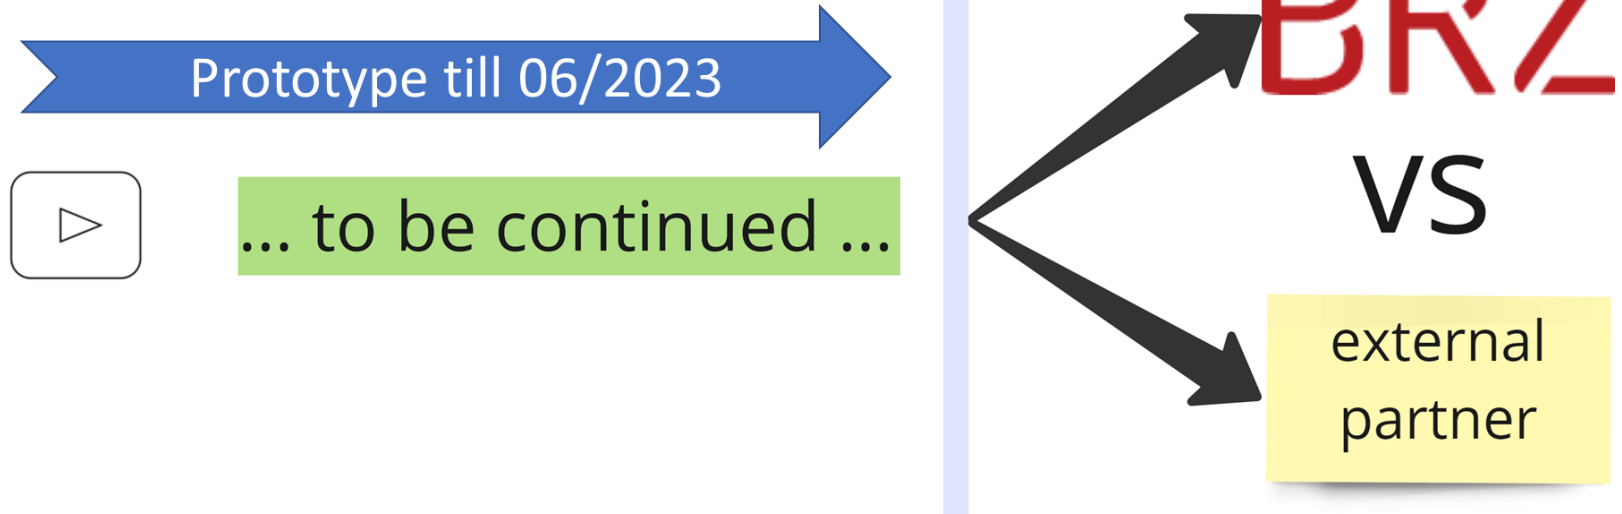 Prototype till 06/2023
... to be continued ...
BRZ
vs
external
partner